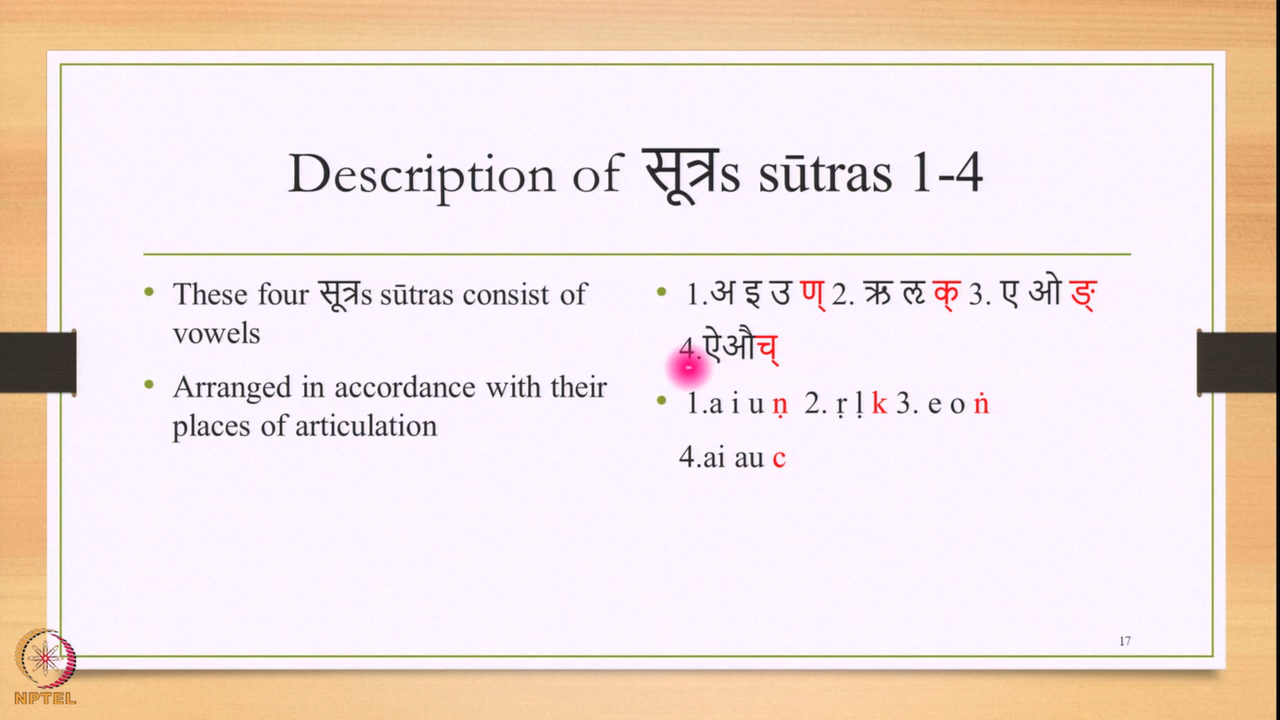 Description of सूत्रs sūtras 1-4
These four सूत्रs sūtras consist of
vowels
Arranged in accordance with their
places of articulation
1.अ इ उ ण् 2. ऋ ऌ क् 3. ए ओ ङ्
4.ऐऔच्
1.a i u ṇ 2. ṛ ḷ k 3. e o ṅ
4.ai au c
17
NPTEL